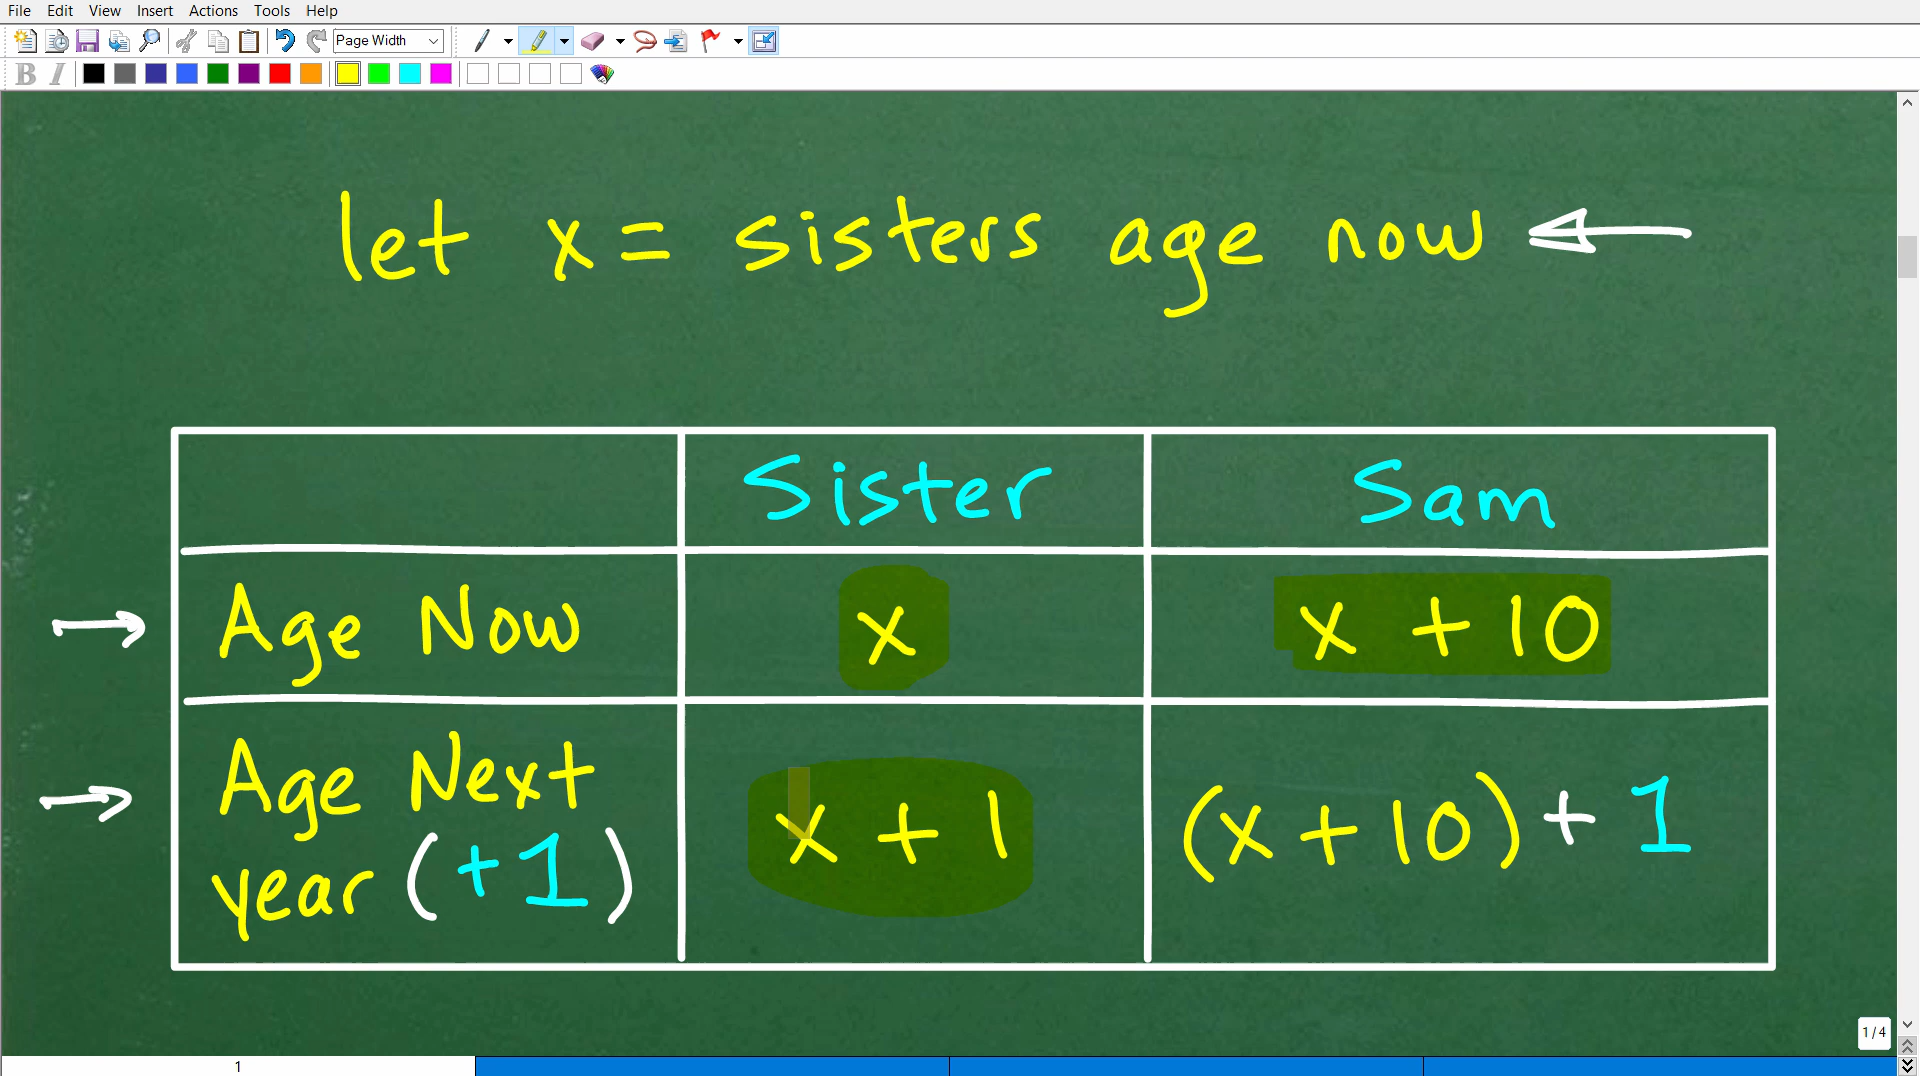 File Edit View Insert Actions Tools Help
Page Width
B I
let x = sisters age now
Sister Sam
Age Now x x + 10
Age Next
year (+1) x + 1 (x + 10) + 1
1 / 4
1